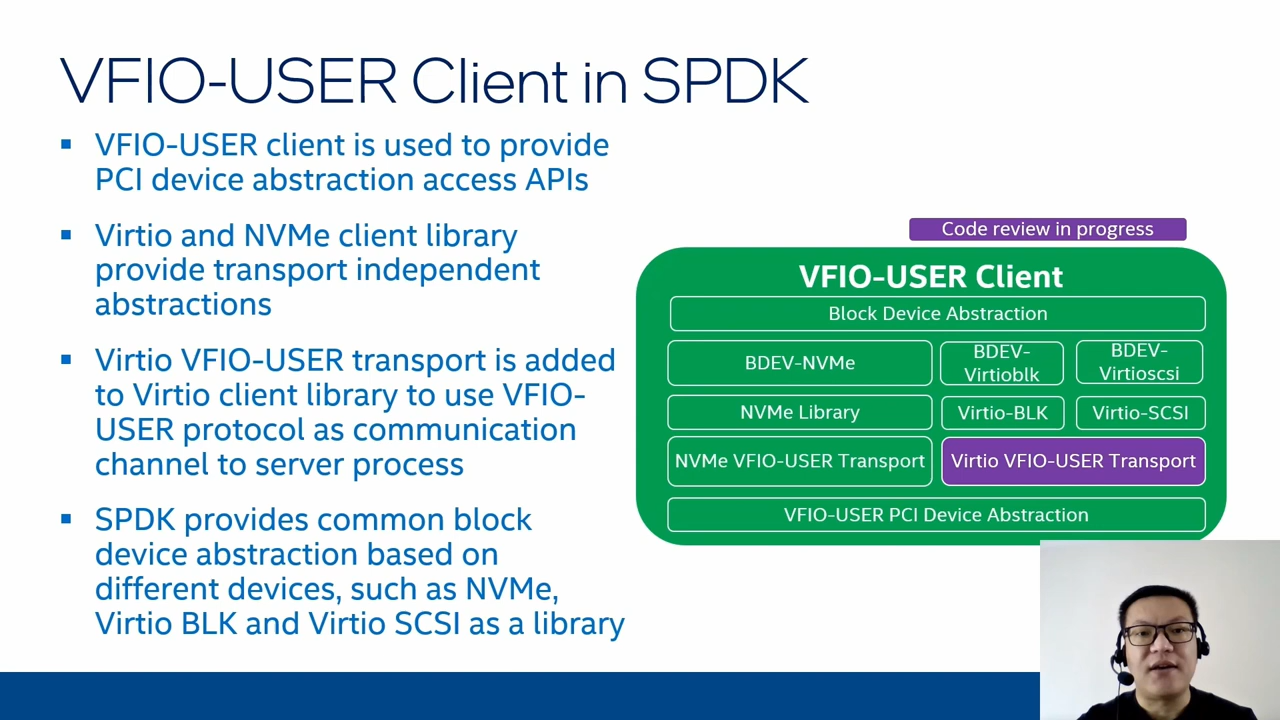 VFIO-USER Client in SPDK
VFIO-USER client is used to provide
PCI device abstraction access APIs
Virtio and NVMe client library
provide transport independent
abstractions
Virtio VFIO-USER transport is added
to Virtio client library to use VFIO-
USER protocol as communication
channel to server process
SPDK provides common block
device abstraction based on
different devices, such as NVMe,
Virtio BLK and Virtio SCSI as a library
Code review in progress
VFIO-USER Client
Block Device Abstraction
BDEV-NVMe
BDEV-
Virtioblk
BDEV-
Virtioscsi
NVMe Library
Virtio-BLK
Virtio-SCSI
NVMe VFIO-USER Transport
Virtio VFIO-USER Transport
VFIO-USER PCI Device Abstraction